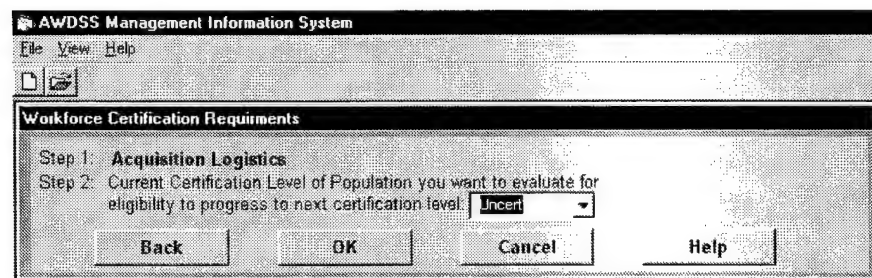 AWDSS Management Information System
File View Help
Workforce Certification Requirments
Step 1: Acquisition Logistics
Step 2: Current Certification Level of Population you want to evaluate for
eligibility to progress to next certification level: Uncert
Back OK Cancel Help